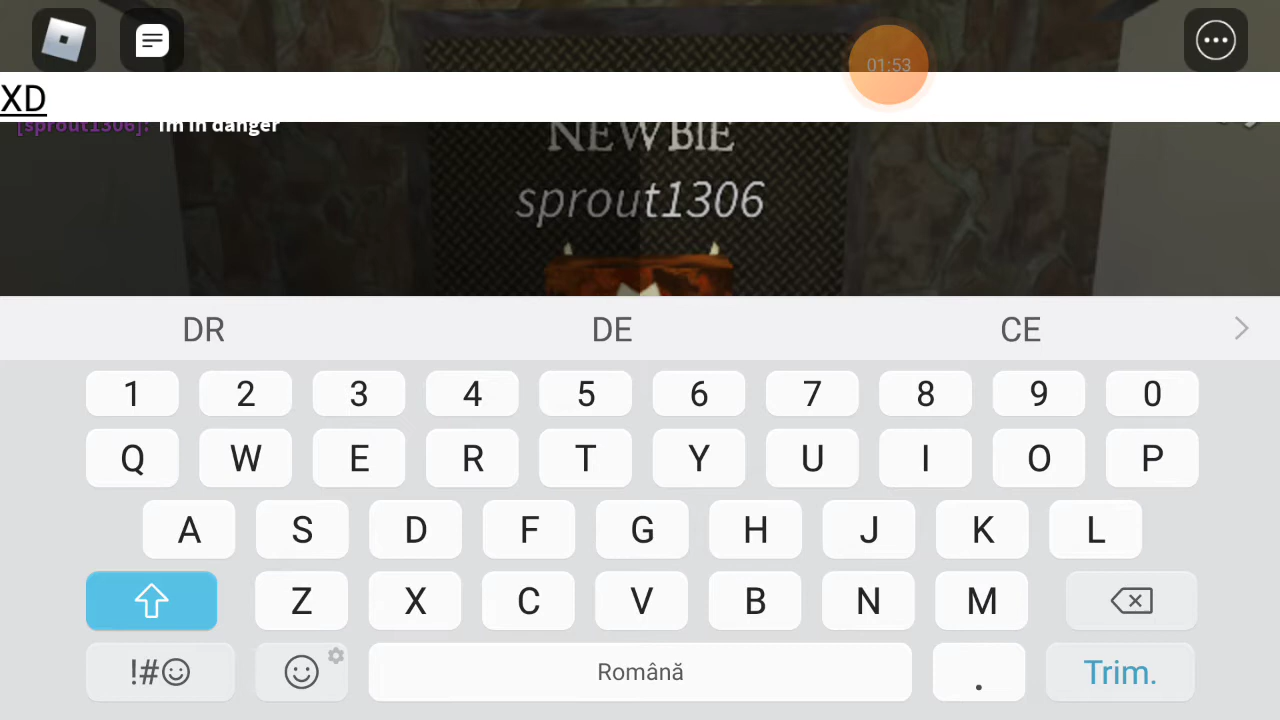 01:53
XD
[sprout1306]: Im in danger
NEWBIE
sprout1306
DR DE CE
1 2 3 4 5 6 7 8 9 0
Q W E R T Y U I O P
A S D F G H J K L
Z X C V B N M
!#☺ Română . Trim.